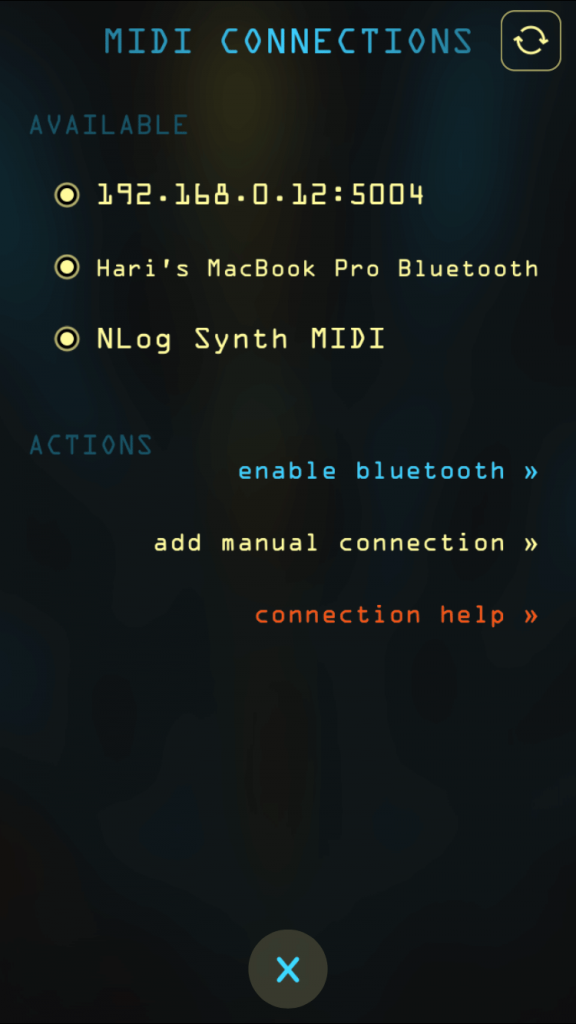 MIDI CONNECTIONS
AVAILABLE
192.168.0.12:5004
Hari's MacBook Pro Bluetooth
NLog Synth MIDI
ACTIONS
enable bluetooth »
add manual connection »
connection help »